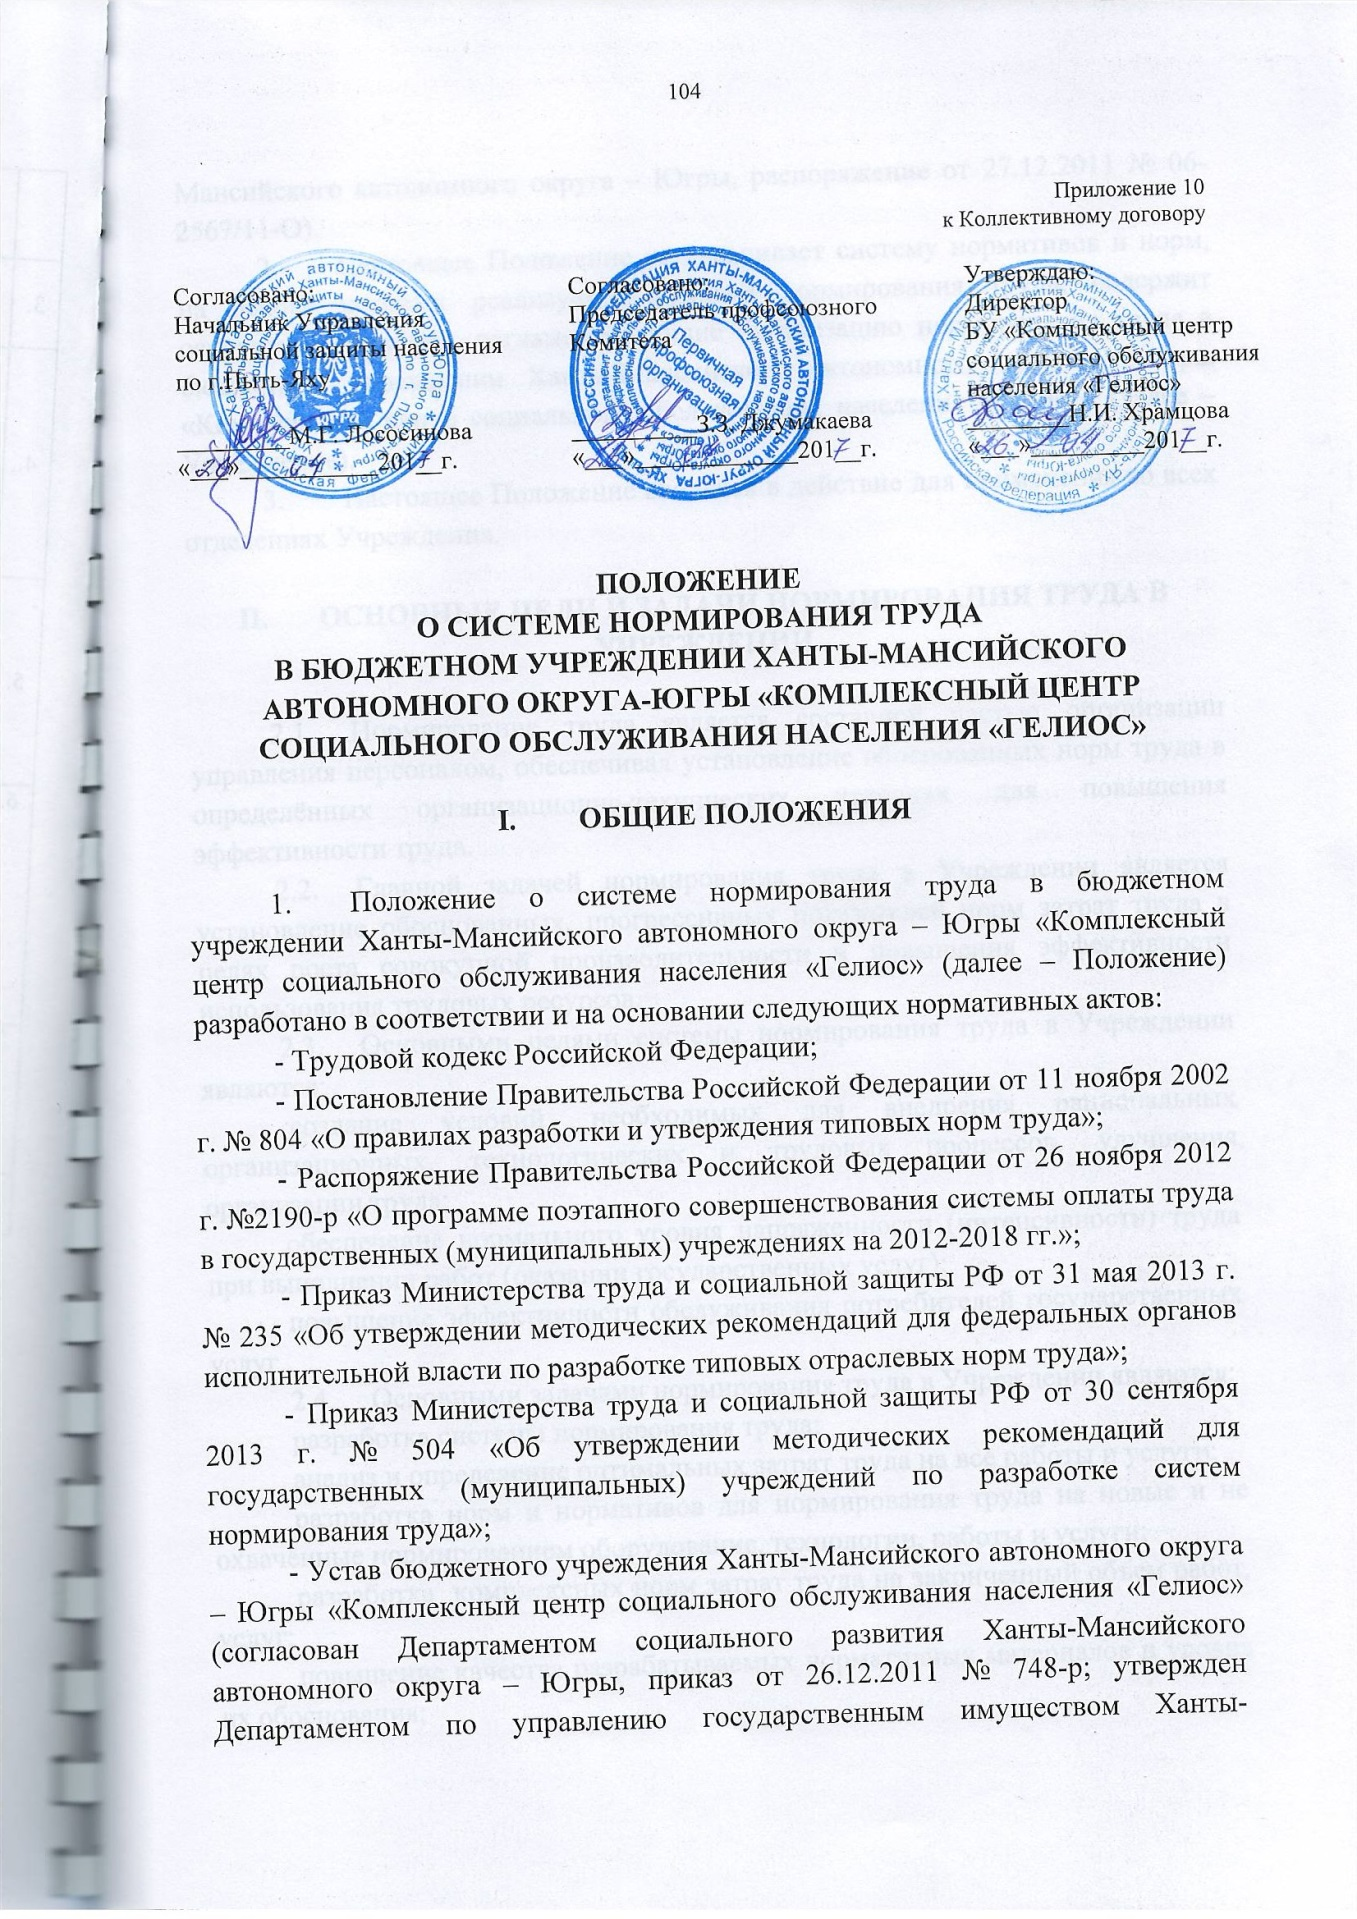 104
Приложение 10
к Коллективному договору
Согласовано:
Начальник Управления
социальной защиты населения
по г.Пыть-Яху
М.Г. Лососинова
«26» 04 2017 г.
Согласовано:
Председатель профсоюзного
Комитета
З.З. Джумакаева
«26» 2017 г.
Первичная
профсоюзная
организация
Утверждаю:
Директор
БУ «Комплексный центр
социального обслуживания
населения «Гелиос»
Н.И. Храмцова
«26» 04 2017 г.
ПОЛОЖЕНИЕ
О СИСТЕМЕ НОРМИРОВАНИЯ ТРУДА
В БЮДЖЕТНОМ УЧРЕЖДЕНИИ ХАНТЫ-МАНСИЙСКОГО
АВТОНОМНОГО ОКРУГА-ЮГРЫ «КОМПЛЕКСНЫЙ ЦЕНТР
СОЦИАЛЬНОГО ОБСЛУЖИВАНИЯ НАСЕЛЕНИЯ «ГЕЛИОС»
I. ОБЩИЕ ПОЛОЖЕНИЯ
1. Положение о системе нормирования труда в бюджетном
учреждении Ханты-Мансийского автономного округа – Югры «Комплексный
центр социального обслуживания населения «Гелиос» (далее – Положение)
разработано в соответствии и на основании следующих нормативных актов:
- Трудовой кодекс Российской Федерации;
- Постановление Правительства Российской Федерации от 11 ноября 2002
г. № 804 «О правилах разработки и утверждения типовых норм труда»;
- Распоряжение Правительства Российской Федерации от 26 ноября 2012
г. №2190-р «О программе поэтапного совершенствования системы оплаты труда
в государственных (муниципальных) учреждениях на 2012-2018 гг.»;
- Приказ Министерства труда и социальной защиты РФ от 31 мая 2013 г.
№ 235 «Об утверждении методических рекомендаций для федеральных органов
исполнительной власти по разработке типовых отраслевых норм труда»;
- Приказ Министерства труда и социальной защиты РФ от 30 сентября
2013 г. № 504 «Об утверждении методических рекомендаций для
государственных (муниципальных) учреждений по разработке систем
нормирования труда»;
- Устав бюджетного учреждения Ханты-Мансийского автономного округа
– Югры «Комплексный центр социального обслуживания населения «Гелиос»
(согласован Департаментом социального развития Ханты-Мансийского
автономного округа – Югры, приказ от 26.12.2011 № 748-р; утвержден
Департаментом по управлению государственным имуществом Ханты-